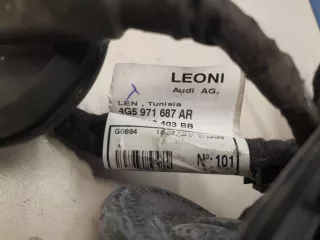 LEONI
Audi AG.
LEN , Tunisia
4G5 971 687 AR
403 BB
G0884
Nº: 101